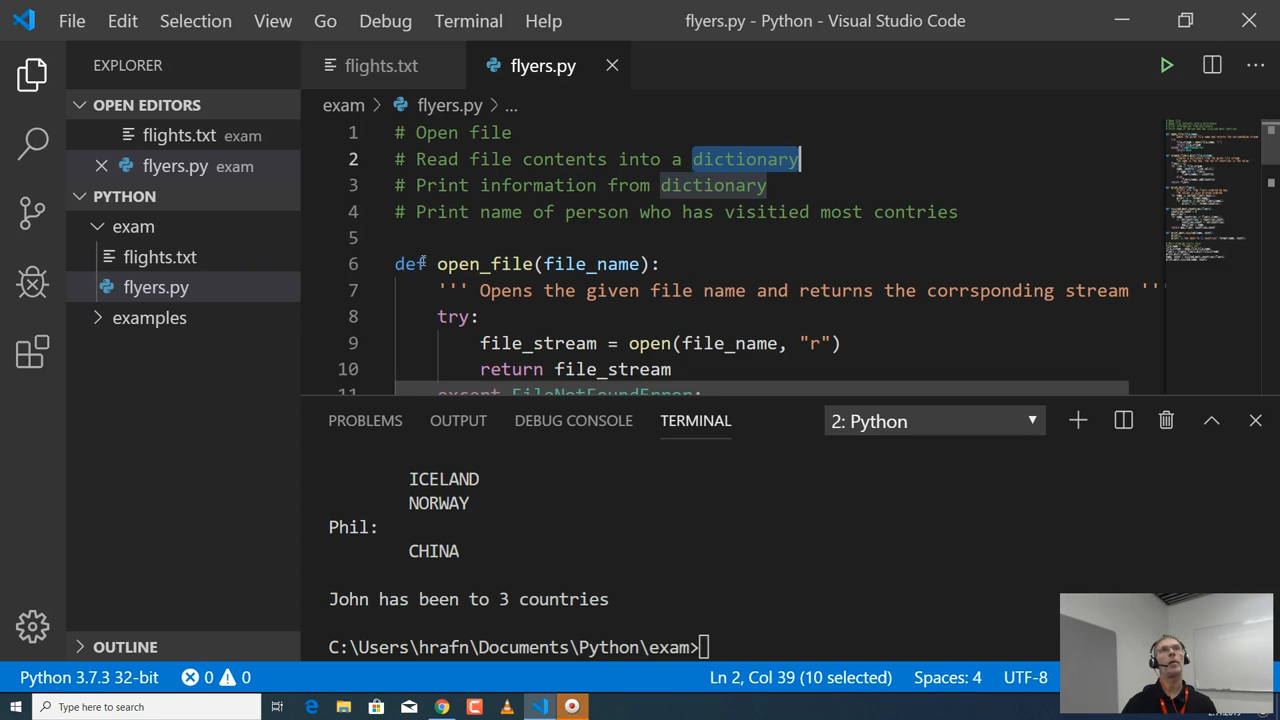 File Edit Selection View Go Debug Terminal Help flyers.py - Python - Visual Studio Code
EXPLORER
OPEN EDITORS
flights.txt exam
flyers.py exam
PYTHON
exam
flights.txt
flyers.py
examples
OUTLINE
flights.txt flyers.py
exam > flyers.py > ...
1 # Open file
2 # Read file contents into a dictionary
3 # Print information from dictionary
4 # Print name of person who has visitied most contries
5
6 def open_file(file_name):
7 ''' Opens the given file name and returns the corrsponding stream '''
8 try:
9 file_stream = open(file_name, "r")
10 return file_stream
11 except FileNotFoundError:
PROBLEMS OUTPUT DEBUG CONSOLE TERMINAL 2: Python
ICELAND
NORWAY
Phil:
CHINA
John has been to 3 countries
C:\Users\hrafn\Documents\Python\exam>
Python 3.7.3 32-bit 0 0 Ln 2, Col 39 (10 selected) Spaces: 4 UTF-8
Type here to search